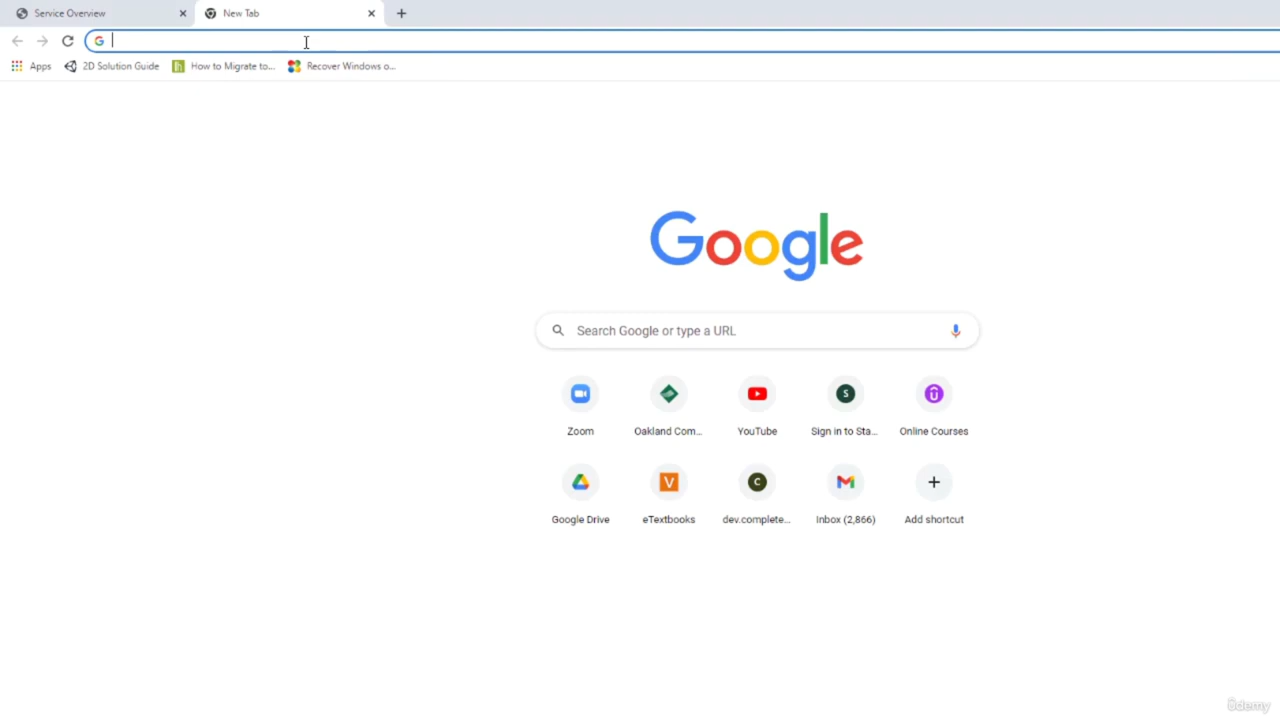 Service Overview
New Tab
Apps
2D Solution Guide
How to Migrate to...
Recover Windows o...
Google
Search Google or type a URL
Zoom
Oakland Com...
YouTube
S
Sign in to Sta...
Online Courses
Google Drive
V
eTextbooks
C
dev.complete...
Inbox (2,866)
Add shortcut
ûdemy